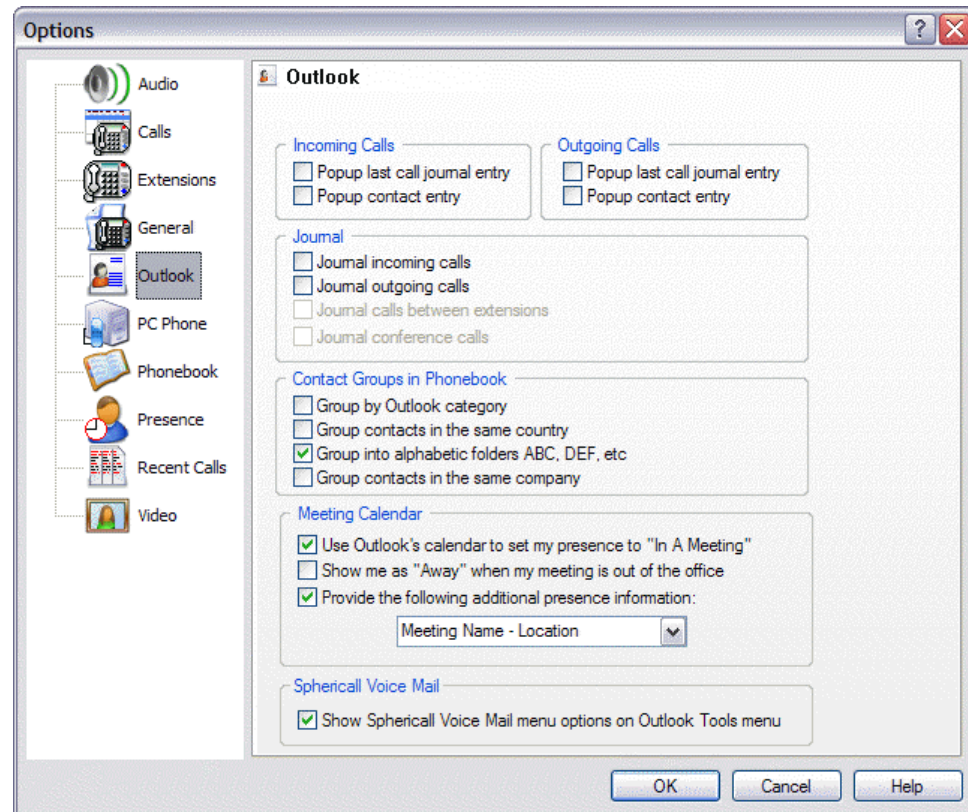 Options
Audio
Calls
Extensions
General
Outlook
PC Phone
Phonebook
Presence
Recent Calls
Video
Outlook
Incoming Calls
Popup last call journal entry
Popup contact entry
Outgoing Calls
Popup last call journal entry
Popup contact entry
Journal
Journal incoming calls
Journal outgoing calls
Journal calls between extensions
Journal conference calls
Contact Groups in Phonebook
Group by Outlook category
Group contacts in the same country
Group into alphabetic folders ABC, DEF, etc
Group contacts in the same company
Meeting Calendar
Use Outlook's calendar to set my presence to "In A Meeting"
Show me as "Away" when my meeting is out of the office
Provide the following additional presence information:
Meeting Name - Location
Sphericall Voice Mail
Show Sphericall Voice Mail menu options on Outlook Tools menu
OK
Cancel
Help